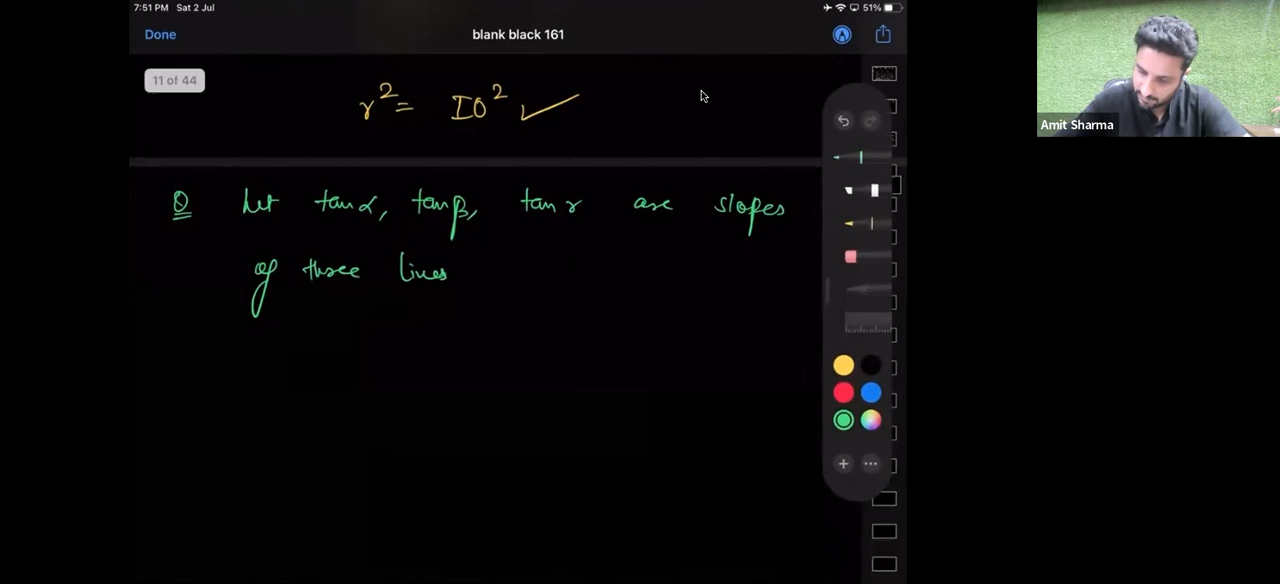 7:51 PM Sat 2 Jul
51%
Done
blank black 161
11 of 44
r² = IO²
Amit Sharma
Q Let tanα, tanβ, tanγ are slopes
of three lines